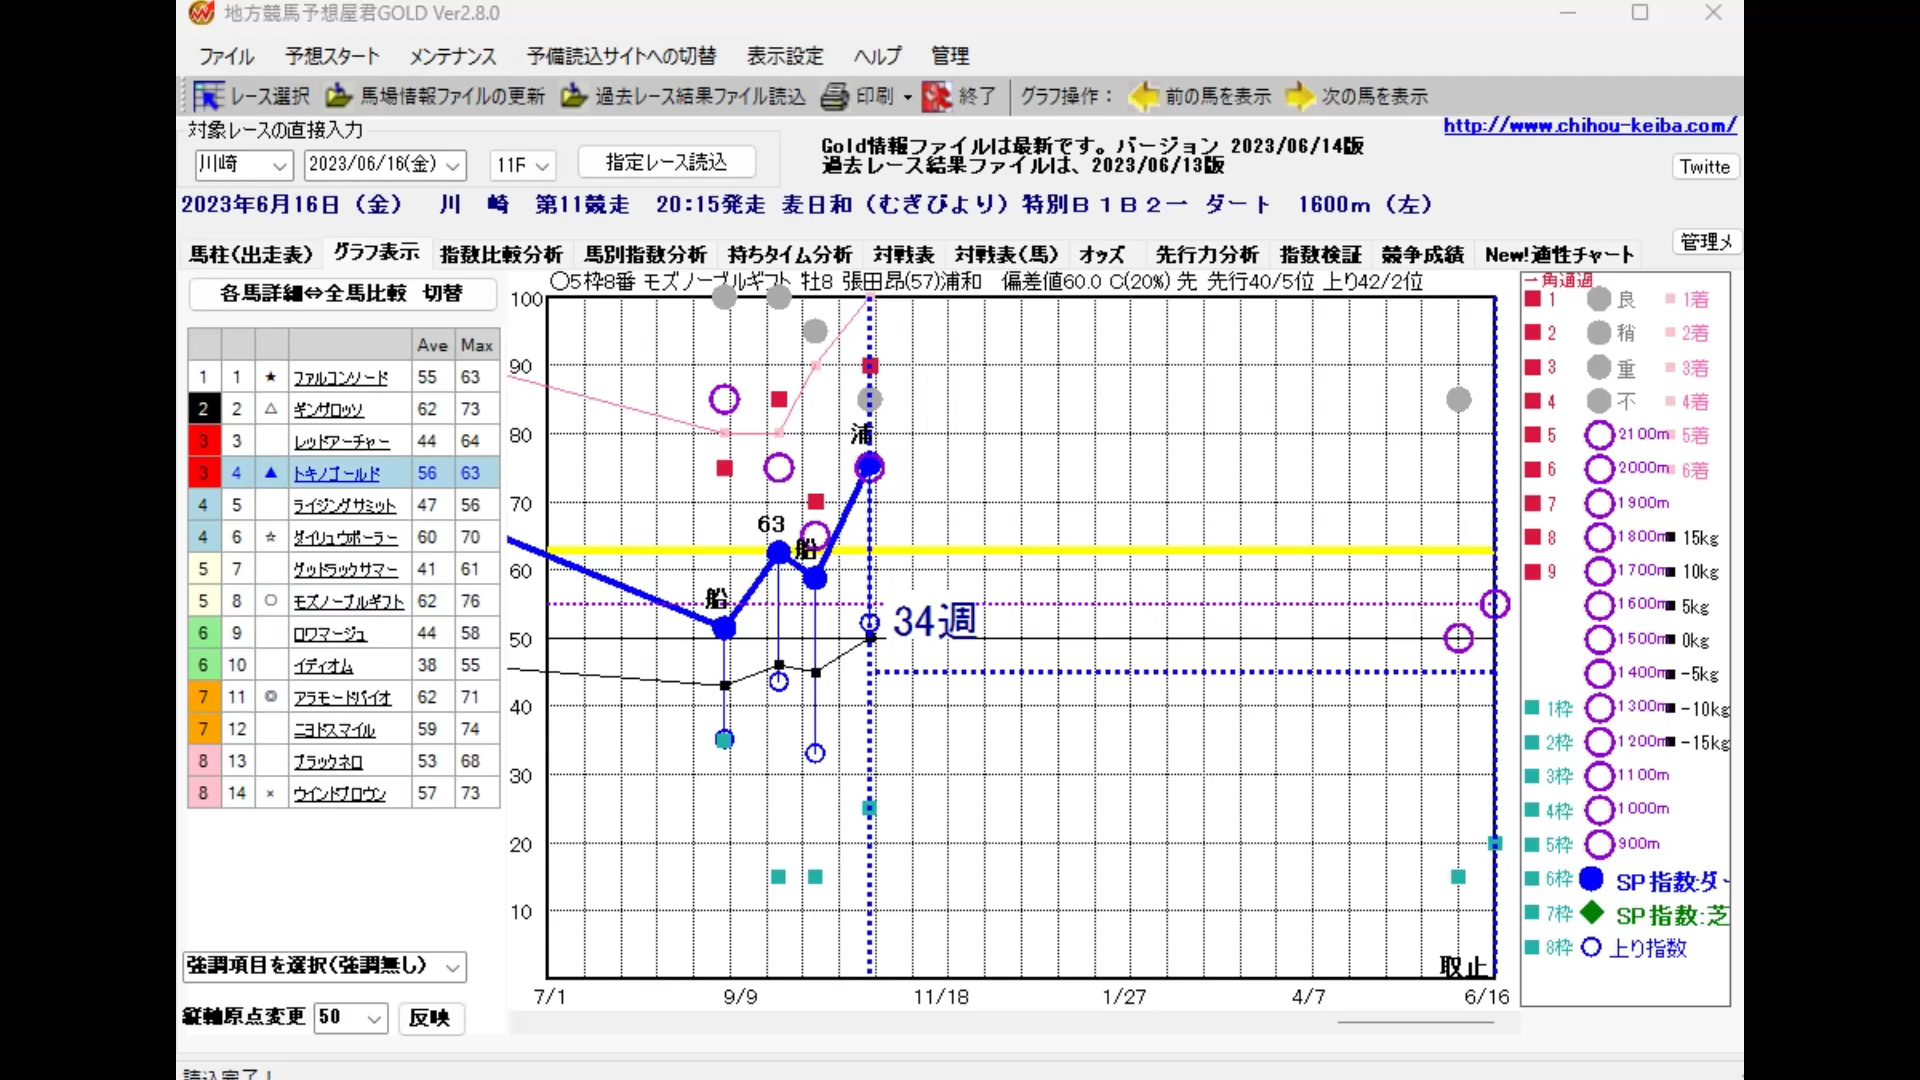 地方競馬予想屋君GOLD Ver2.8.0
ファイル 予想スタート メンテナンス 予備読込サイトへの切替 表示設定 ヘルプ 管理
レース選択 馬場情報ファイルの更新 過去レース結果ファイル読込 印刷 終了 グラフ操作： 前の馬を表示 次の馬を表示
対象レースの直接入力
http://www.chihou-keiba.com/
川崎 2023/06/16(金) 11F 指定レース読込
Gold情報ファイルは最新です。バージョン 2023/06/14版
過去レース結果ファイルは、2023/06/13版
Twitte
2023年6月16日（金） 川 崎 第11競走 20:15発走 麦日和（むぎびより）特別Ｂ１Ｂ２一 ダート 1600m（左）
管理メ
馬柱(出走表) グラフ表示 指数比較分析 馬別指数分析 持ちタイム分析 対戦表 対戦表(馬) オッズ 先行力分析 指数検証 競争成績 New!適性チャート
各馬詳細⇔全馬比較 切替
〇5枠8番 モズノーブルギフト 牡8 張田昂(57)浦和 偏差値60.0 C(20%) 先 先行40/5位 上り42/2位
Ave Max
1 1 ★ ファルコンソード 55 63
2 2 △ ギンガロッソ 62 73
3 3 レッドアーチャー 44 64
3 4 ▲ トキノゴールド 56 63
4 5 ライジングサミット 47 56
4 6 ☆ ダイリュウボーラー 60 70
5 7 グッドラックサマー 41 61
5 8 ○ モズノーブルギフト 62 76
6 9 ロワマージュ 44 58
6 10 イディオム 38 55
7 11 ◎ アラモードバイオ 62 71
7 12 ニヨドスマイル 59 74
8 13 ブラックネロ 53 68
8 14 × ウインドブロウン 57 73
100
90
80
70
60
50
40
30
20
10
浦
63
船
船
34週
取止
7/1 9/9 11/18 1/27 4/7 6/16
一角通過
1 良 1着
2 稍 2着
3 重 3着
4 不 4着
5 2100m 5着
6 2000m 6着
7 1900m
8 1800m 15kg
9 1700m 10kg
1600m 5kg
1500m 0kg
1400m -5kg
1枠 1300m -10kg
2枠 1200m -15kg
3枠 1100m
4枠 1000m
5枠 900m
6枠 SP指数:ダ
7枠 SP指数:芝
8枠 上り指数
強調項目を選択(強調無し)
縦軸原点変更 50 反映
読込完了！